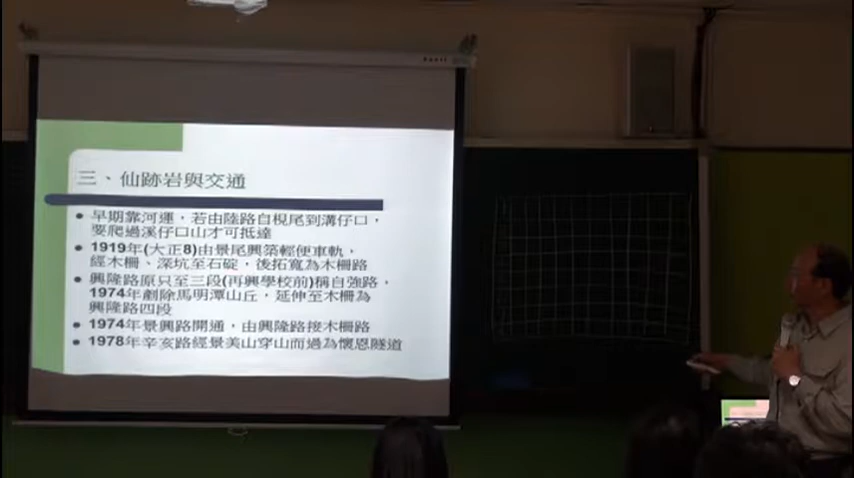 三、仙跡岩與交通
早期靠河運，若由陸路自梘尾到溝仔口，
要爬過溪仔口山才可抵達
1919年(大正8)由景尾興築輕便車軌，
經木柵、深坑至石碇，後拓寬為木柵路
興隆路原只至三段(再興學校前)稱自強路，
1974年剷除馬明潭山丘，延伸至木柵為
興隆路四段
1974年景興路開通，由興隆路接木柵路
1978年辛亥路經景美山穿山而過為懷恩隧道